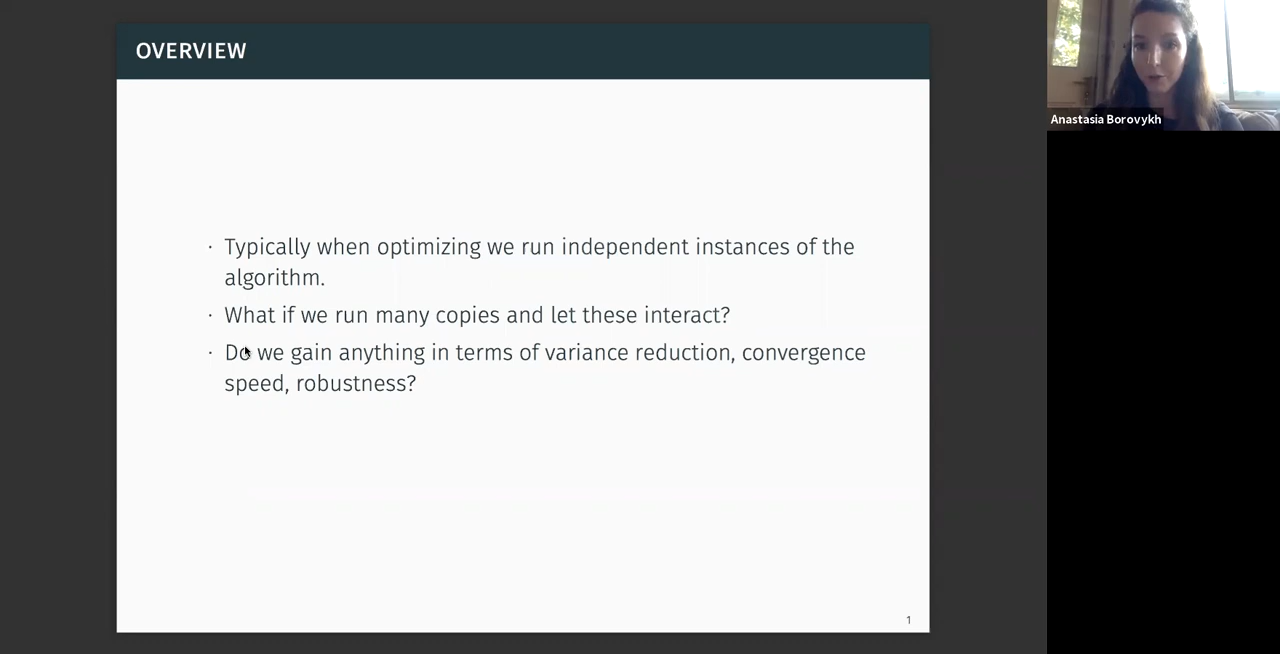 OVERVIEW
Anastasia Borovykh
· Typically when optimizing we run independent instances of the
algorithm.
· What if we run many copies and let these interact?
· Do we gain anything in terms of variance reduction, convergence
speed, robustness?
1